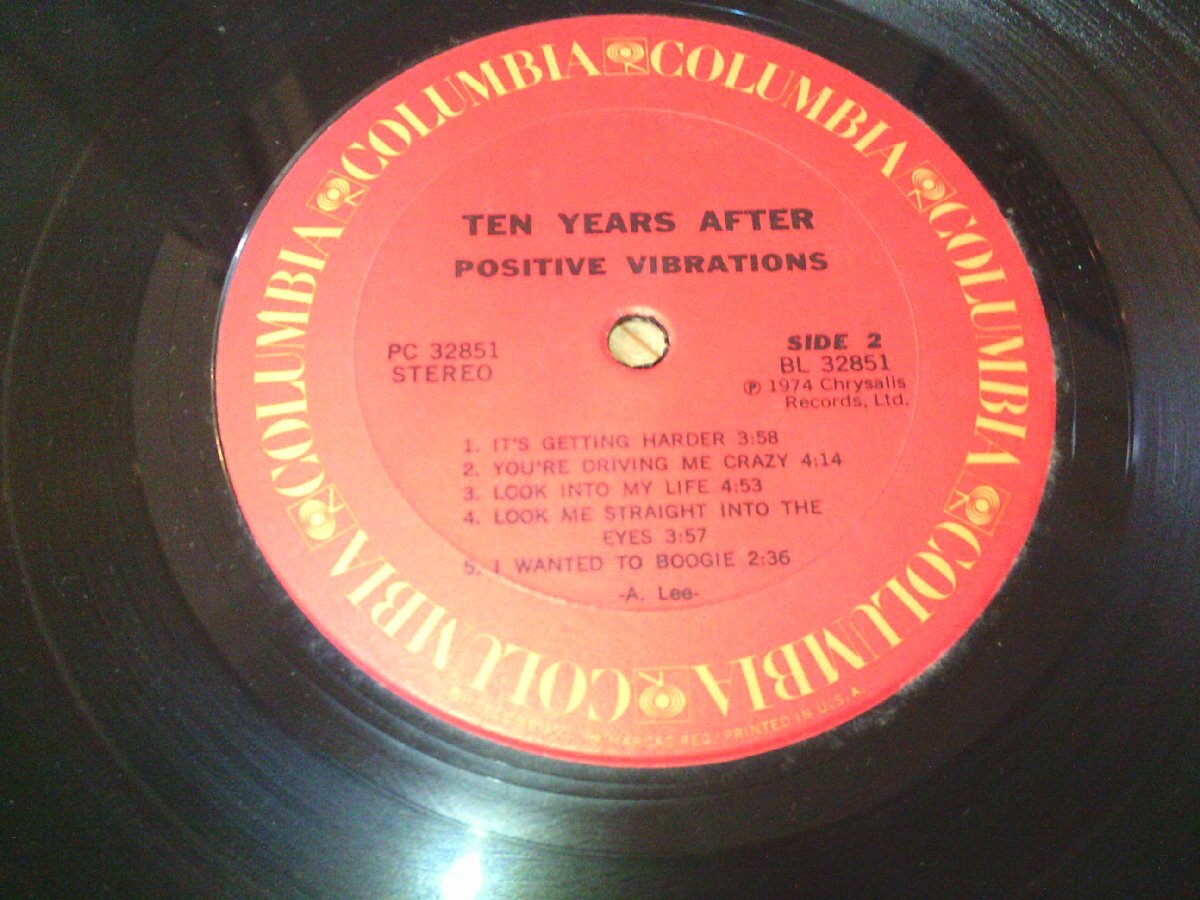 COLUMBIA COLUMBIA COLUMBIA COLUMBIA COLUMBIA COLUMBIA
TEN YEARS AFTER
POSITIVE VIBRATIONS
PC 32851
STEREO
SIDE 2
BL 32851
℗ 1974 Chrysalis
Records, Ltd.
1. IT'S GETTING HARDER 3:58
2. YOU'RE DRIVING ME CRAZY 4:14
3. LOOK INTO MY LIFE 4:53
4. LOOK ME STRAIGHT INTO THE
EYES 3:57
5. I WANTED TO BOOGIE 2:36
-A. Lee-
MARCAS REG. PRINTED IN U.S.A.